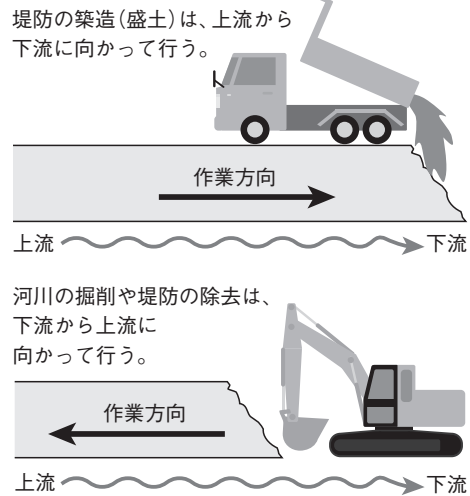 堤防の築造(盛土)は、上流から
下流に向かって行う。
作業方向
上流
下流
河川の掘削や堤防の除去は、
下流から上流に
向かって行う。
作業方向
上流
下流